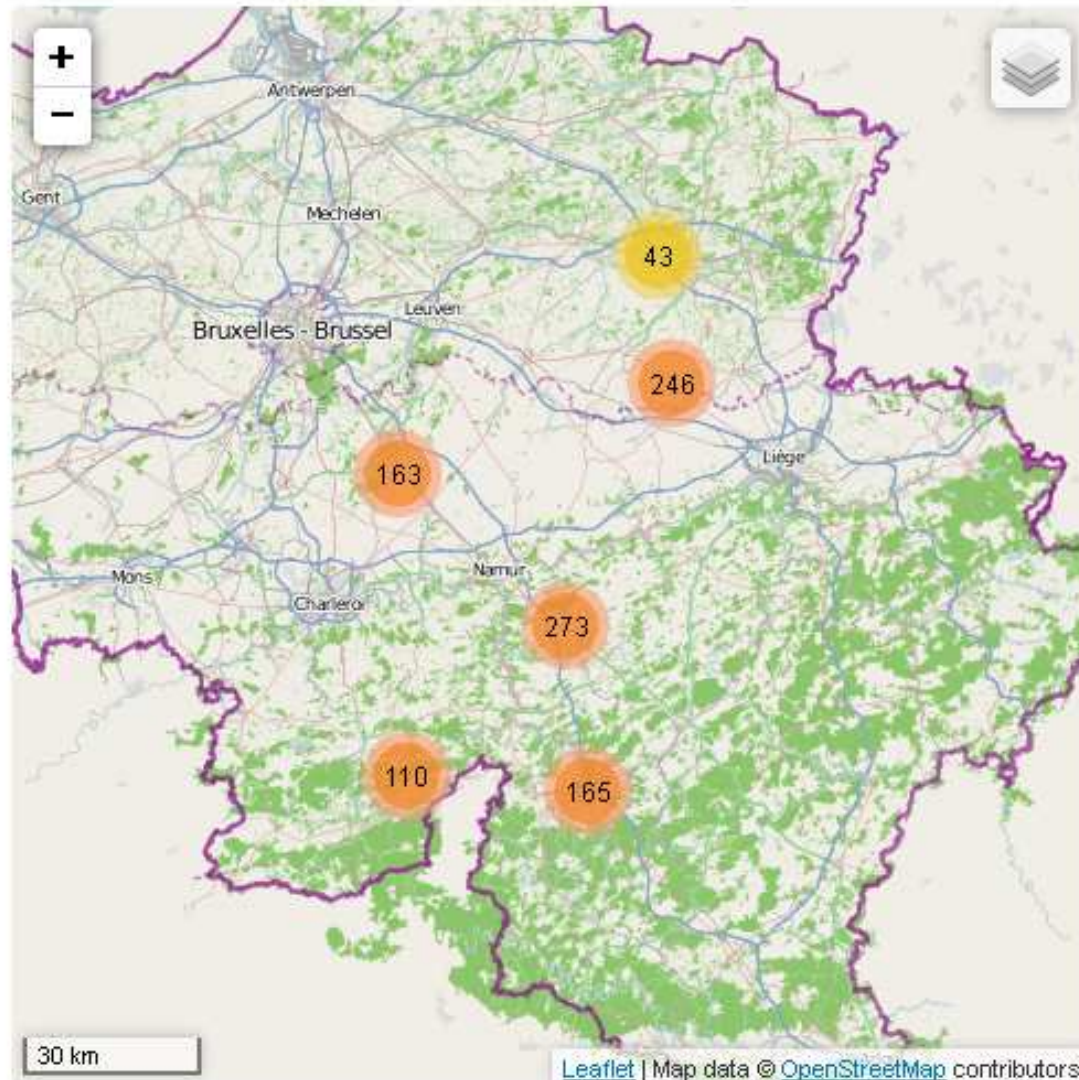 +
−
Antwerpen
Gent
Mechelen
43
Leuven
Bruxelles - Brussel
246
Liège
163
Namur
Mons
Charleroi
273
110
165
30 km
Leaflet | Map data © OpenStreetMap contributors